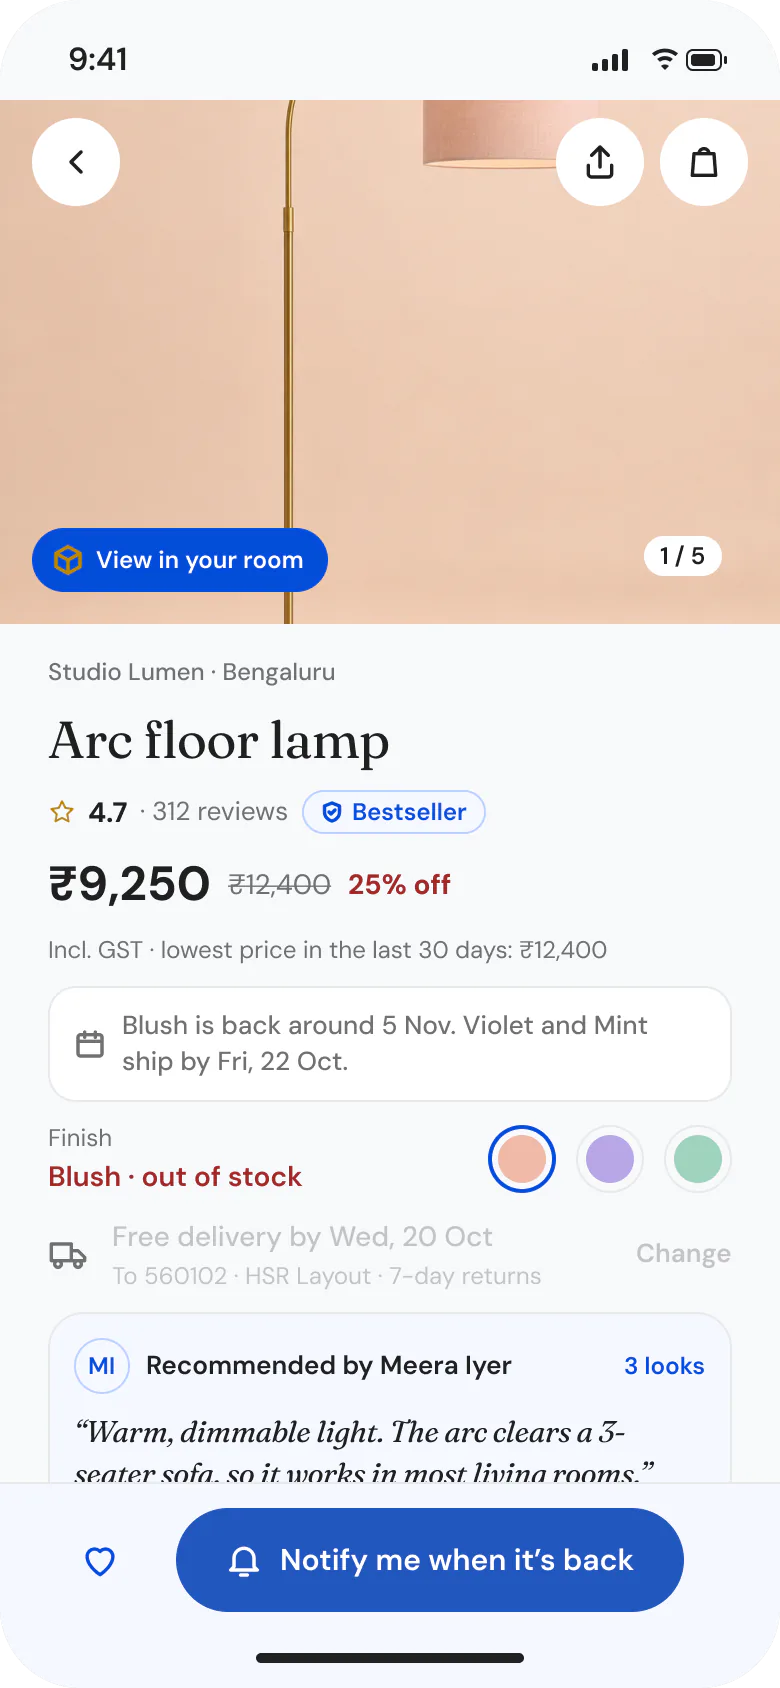 9:41
View in your room
1 / 5
Studio Lumen · Bengaluru
Arc floor lamp
4.7 · 312 reviews
Bestseller
₹9,250 ₹12,400 25% off
Incl. GST · lowest price in the last 30 days: ₹12,400
Blush is back around 5 Nov. Violet and Mint
ship by Fri, 22 Oct.
Finish
Blush · out of stock
Free delivery by Wed, 20 Oct
To 560102 · HSR Layout · 7-day returns
Change
MI
Recommended by Meera Iyer
3 looks
“Warm, dimmable light. The arc clears a 3-
seater sofa, so it works in most living rooms.”
Notify me when it’s back